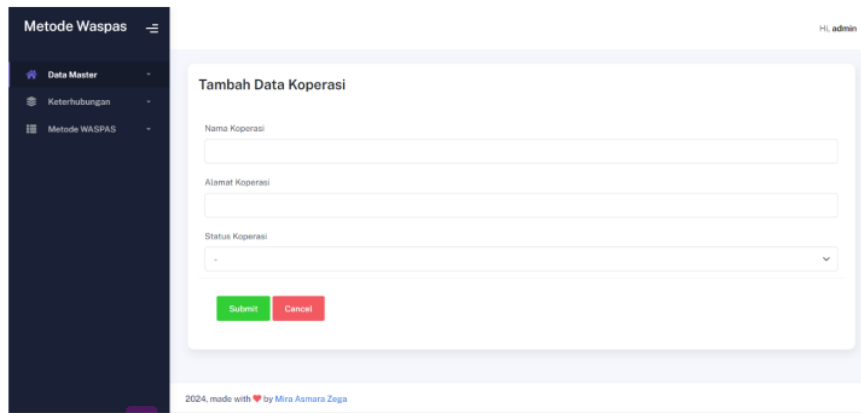 Metode Waspas
Hi, admin
Data Master
Keterhubungan
Metode WASPAS
Tambah Data Koperasi
Nama Koperasi
Alamat Koperasi
Status Koperasi
-
Submit Cancel
2024, made with ❤ by Mira Asmara Zega